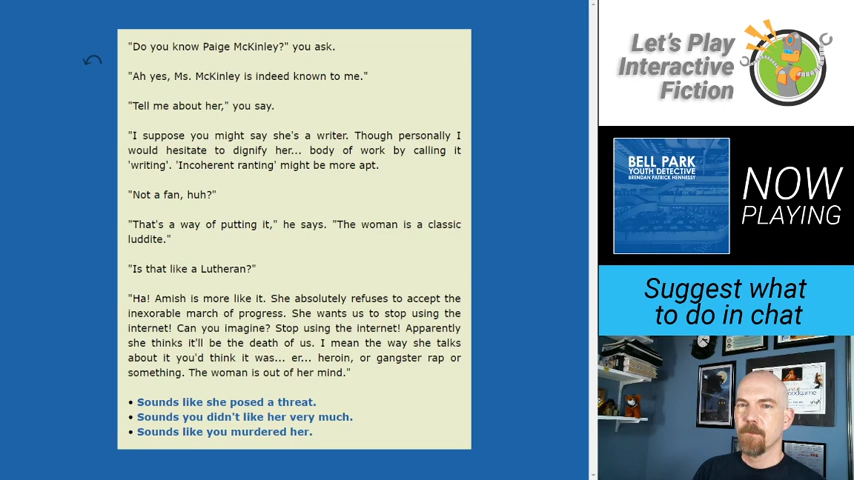 "Do you know Paige McKinley?" you ask.
"Ah yes, Ms. McKinley is indeed known to me."
"Tell me about her," you say.
"I suppose you might say she's a writer. Though personally I
would hesitate to dignify her... body of work by calling it
'writing'. 'Incoherent ranting' might be more apt.
"Not a fan, huh?"
"That's a way of putting it," he says. "The woman is a classic
luddite."
"Is that like a Lutheran?"
"Ha! Amish is more like it. She absolutely refuses to accept the
inexorable march of progress. She wants us to stop using the
internet! Can you imagine? Stop using the internet! Apparently
she thinks it'll be the death of us. I mean the way she talks
about it you'd think it was... er... heroin, or gangster rap or
something. The woman is out of her mind."
• Sounds like she posed a threat.
• Sounds you didn't like her very much.
• Sounds like you murdered her.
Let's Play
Interactive
Fiction
BELL PARK
YOUTH DETECTIVE
BRENDAN PATRICK HENNESSY
NOW
PLAYING
Suggest what
to do in chat